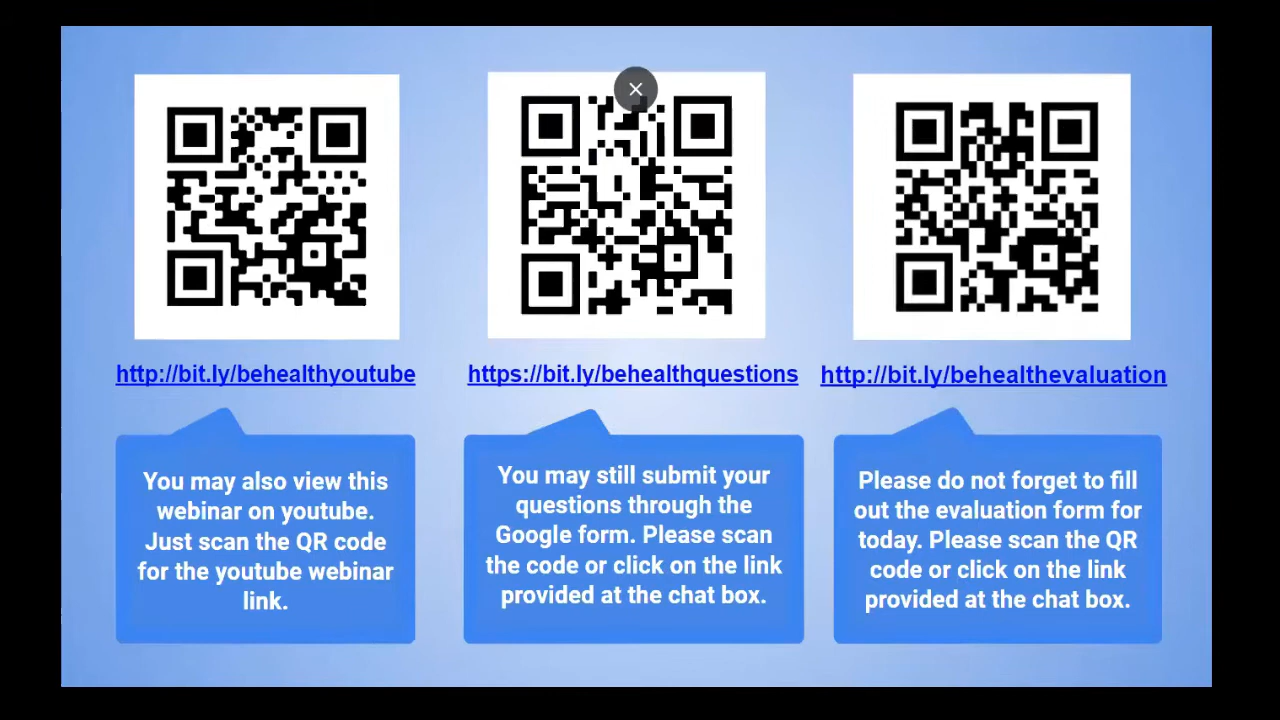 http://bit.ly/behealthyoutube
https://bit.ly/behealthquestions
http://bit.ly/behealthevaluation
You may also view this
webinar on youtube.
Just scan the QR code
for the youtube webinar
link.
You may still submit your
questions through the
Google form. Please scan
the code or click on the link
provided at the chat box.
Please do not forget to fill
out the evaluation form for
today. Please scan the QR
code or click on the link
provided at the chat box.